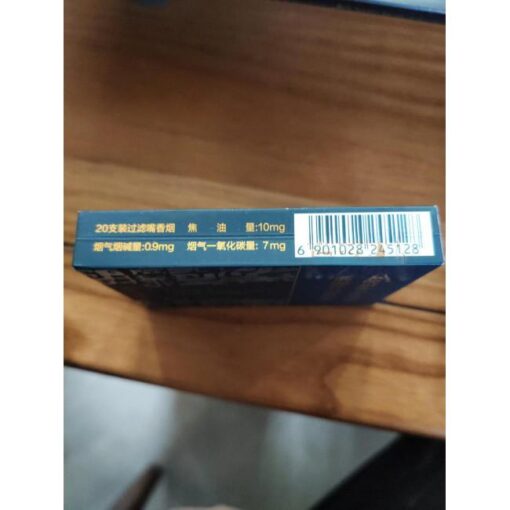 20支装过滤嘴香烟 焦油量:10mg
烟气烟碱量:0.9mg 烟气一氧化碳量: 7mg
6 901028 245128